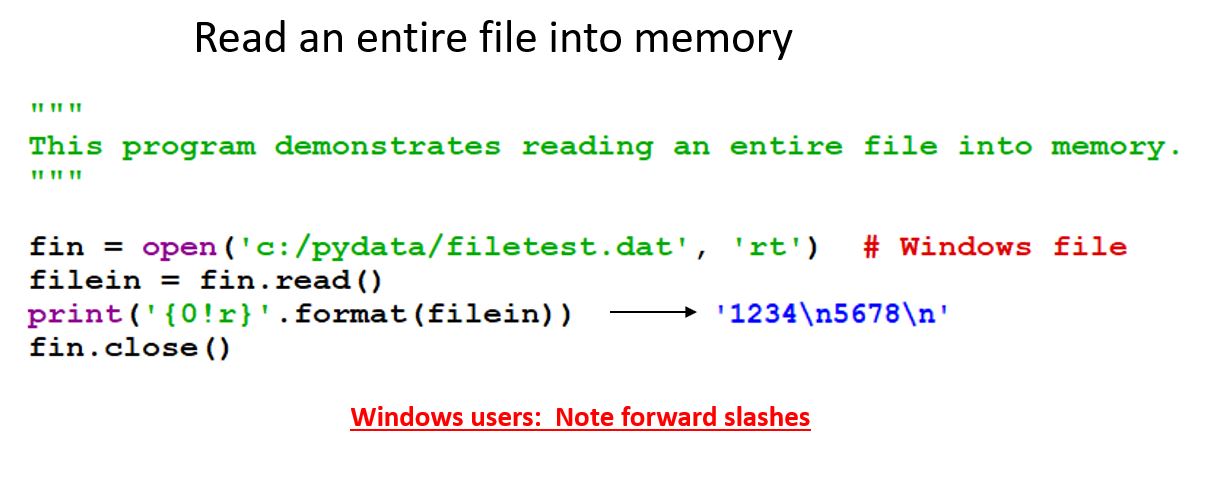 Read an entire file into memory
"""
This program demonstrates reading an entire file into memory.
"""
fin = open('c:/pydata/filetest.dat', 'rt')  # Windows file
filein = fin.read()
print('{0!r}'.format(filein)) '1234\n5678\n'
fin.close()
Windows users:  Note forward slashes